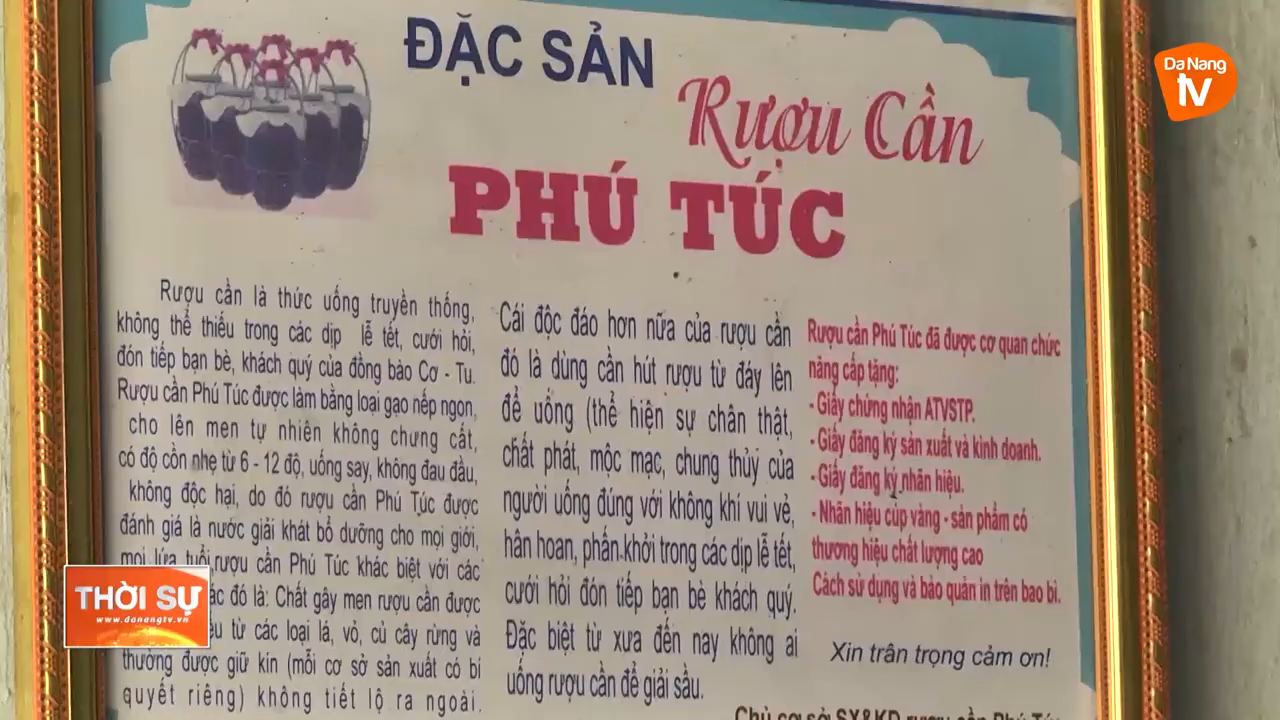 ĐẶC SẢN
Rượu Cần
PHÚ TÚC
Rượu cần là thức uống truyền thống,
không thể thiếu trong các dịp lễ tết, cưới hỏi,
đón tiếp bạn bè, khách quý của đồng bào Cơ - Tu.
Rượu cần Phú Túc được làm bằng loại gạo nếp ngon,
cho lên men tự nhiên không chưng cất,
có độ cồn nhẹ từ 6 - 12 độ, uống say, không đau đầu,
không độc hại, do đó rượu cần Phú Túc được
đánh giá là nước giải khát bổ dưỡng cho mọi giới,
mọi lứa tuổi,rượu cần Phú Túc khác biệt với các
đó là: Chất gây men rượu cần được
từ các loại lá, vỏ, củ cây rừng và
thường được giữ kín (mỗi cơ sở sản xuất có bí
quyết riêng) không tiết lộ ra ngoài.
Cái độc đáo hơn nữa của rượu cần
đó là dùng cần hút rượu từ đáy lên
để uống (thể hiện sự chân thật,
chất phát, mộc mạc, chung thủy của
người uống đúng với không khí vui vẻ,
hân hoan, phấn khởi trong các dịp lễ tết,
cưới hỏi đón tiếp bạn bè khách quý.
Đặc biệt từ xưa đến nay không ai
uống rượu cần để giải sầu.
Rượu cần Phú Túc đã được cơ quan chức
năng cấp tặng:
- Giấy chứng nhận ATVSTP.
- Giấy đăng ký sản xuất và kinh doanh.
- Giấy đăng ký nhãn hiệu.
- Nhãn hiệu cúp vàng - sản phẩm có
thương hiệu chất lượng cao
Cách sử dụng và bảo quản in trên bao bì.
Xin trân trọng cảm ơn!
Chủ cơ sở SX&KD rượu cần Phú Túc
Da Nang
tv
THỜI SỰ
www.danangtv.vn